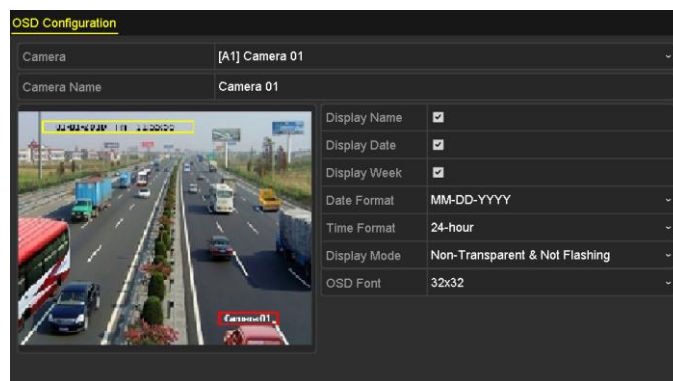 OSD Configuration
Camera [A1] Camera 01
Camera Name Camera 01
Display Name
Display Date
Display Week
Date Format MM-DD-YYYY
Time Format 24-hour
Display Mode Non-Transparent & Not Flashing
OSD Font 32x32
Camera01